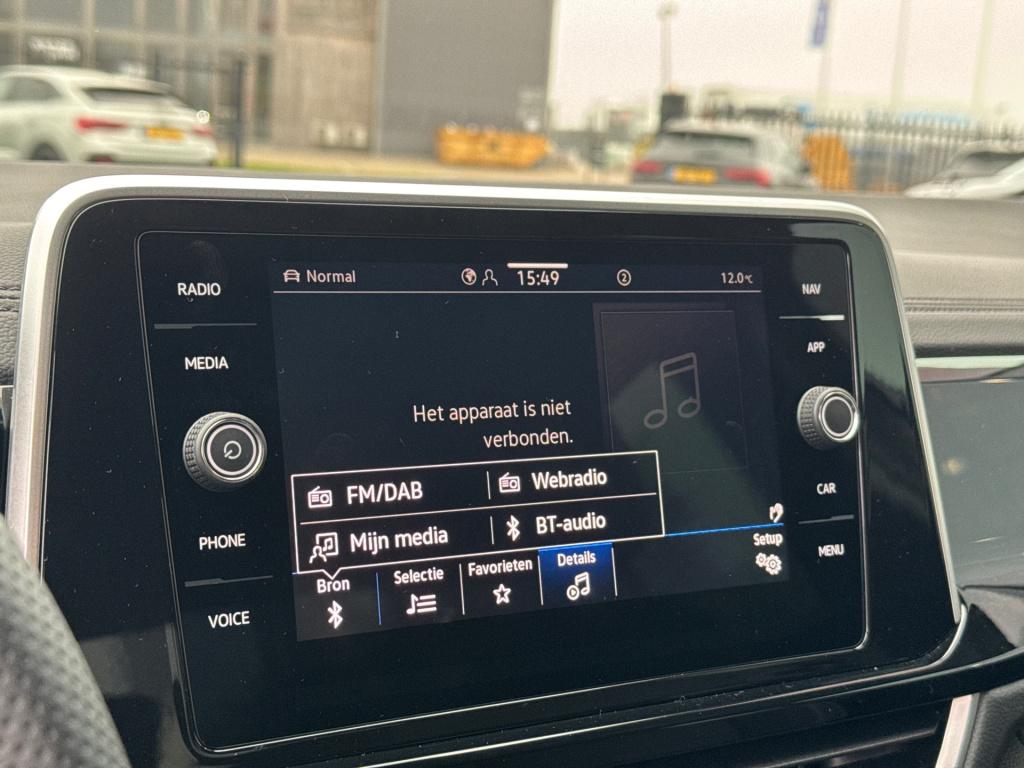 RADIO
MEDIA
PHONE
VOICE
Normal
15:49
2
12.0°C
Het apparaat is niet
verbonden.
FM/DAB
Webradio
Mijn media
BT-audio
Bron
Selectie
Favorieten
Details
Setup
NAV
APP
CAR
MENU